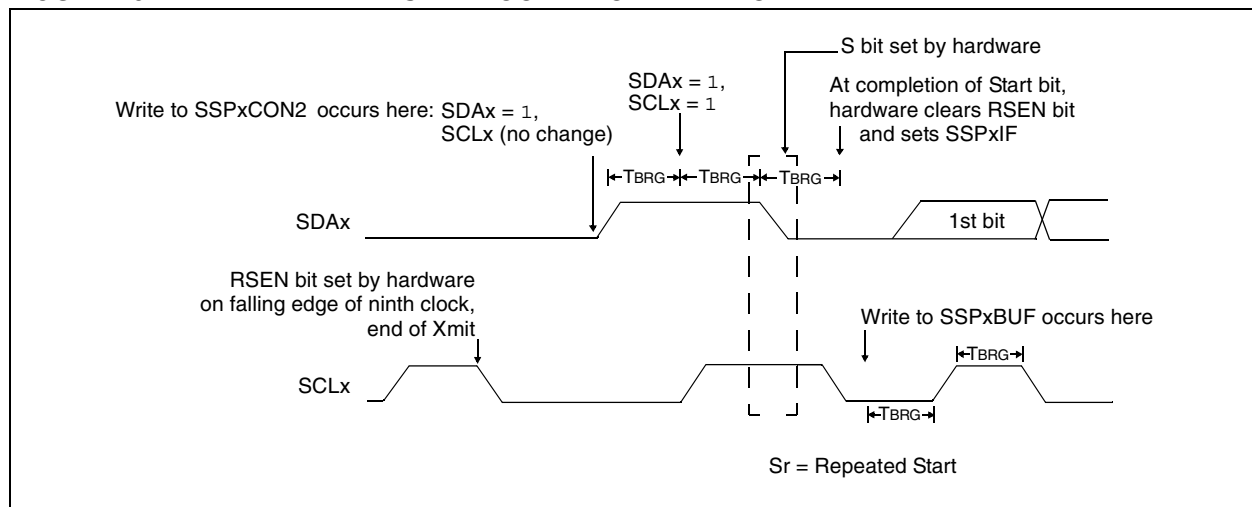 S bit set by hardware
SDAx = 1,
SCLx = 1
At completion of Start bit,
hardware clears RSEN bit
and sets SSPxIF
Write to SSPxCON2 occurs here: SDAx = 1,
SCLx (no change)
TBRG TBRG TBRG
SDAx
1st bit
RSEN bit set by hardware
on falling edge of ninth clock,
end of Xmit
Write to SSPxBUF occurs here
TBRG
SCLx
TBRG
Sr = Repeated Start